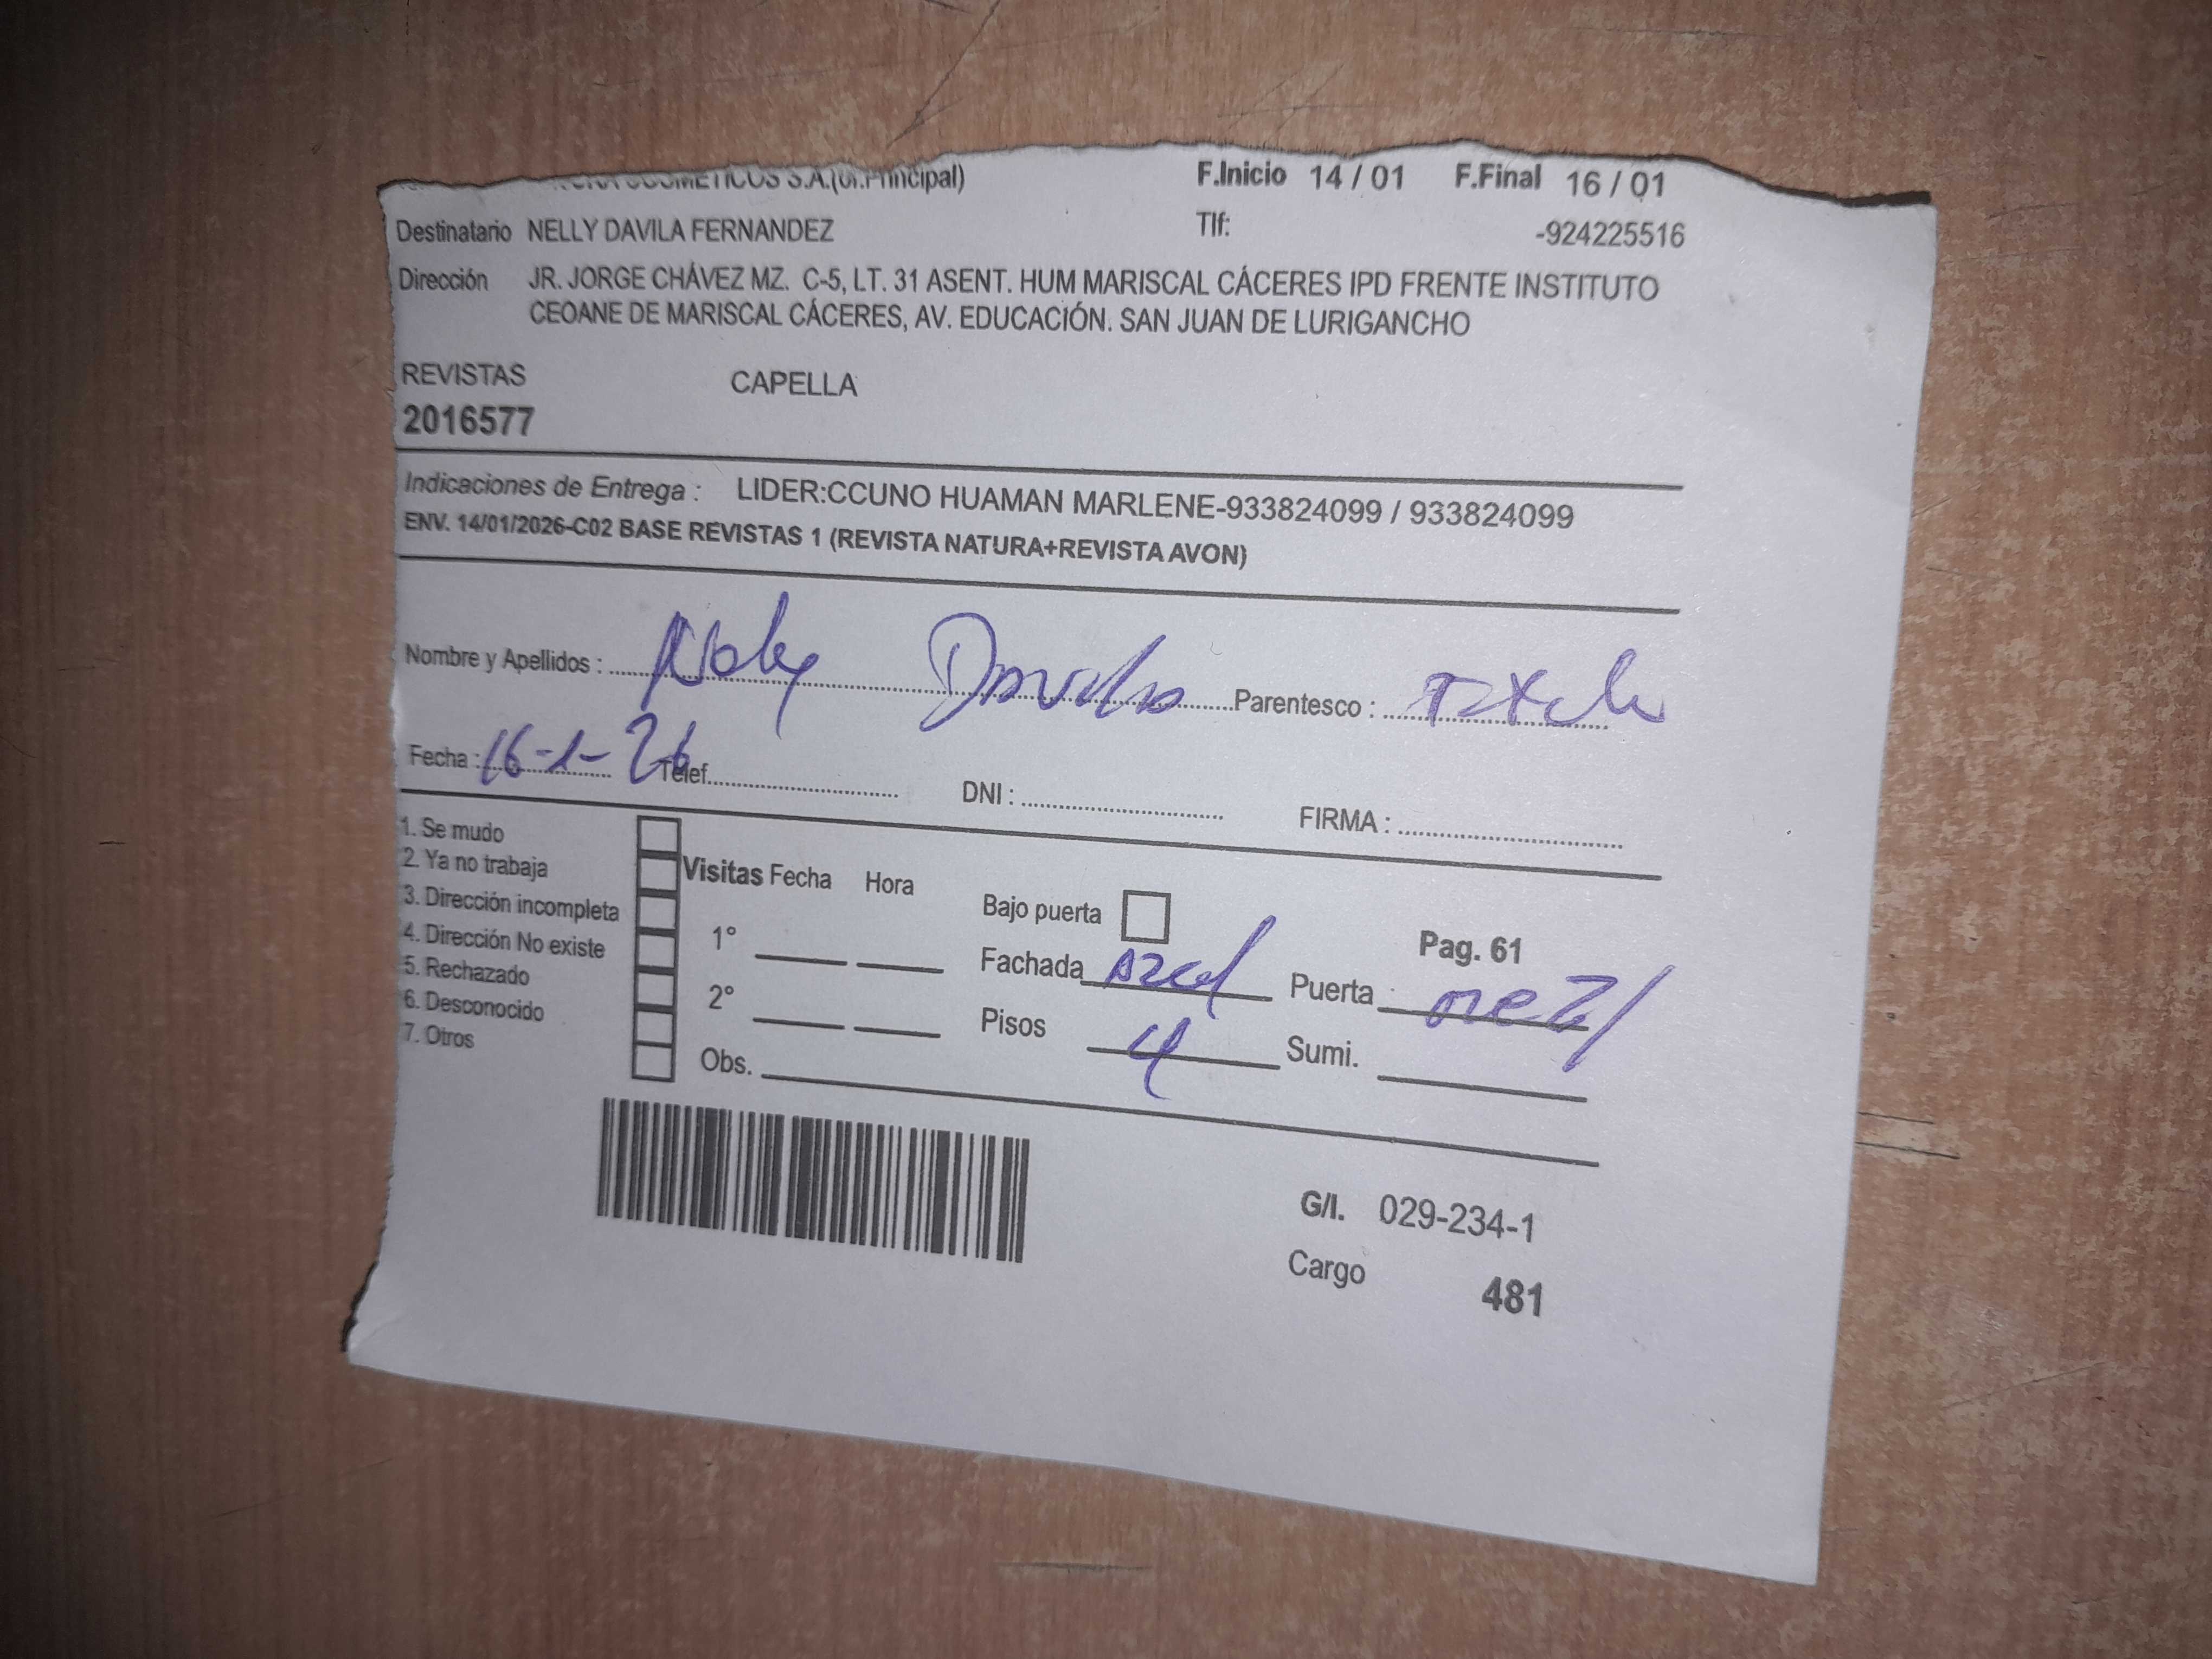 COSMETICOS S.A.(of.Principal) F.Inicio 14 / 01 F.Final 16 / 01
Destinatario NELLY DAVILA FERNANDEZ Tlf: -924225516
Dirección JR. JORGE CHÁVEZ MZ. C-5, LT. 31 ASENT. HUM MARISCAL CÁCERES IPD FRENTE INSTITUTO
CEOANE DE MARISCAL CÁCERES, AV. EDUCACIÓN. SAN JUAN DE LURIGANCHO
REVISTAS CAPELLA
2016577
Indicaciones de Entrega : LIDER:CCUNO HUAMAN MARLENE-933824099 / 933824099
ENV. 14/01/2026-C02 BASE REVISTAS 1 (REVISTA NATURA+REVISTA AVON)
Nombre y Apellidos : Nely Davila Parentesco :
Fecha : 16-1-26 Telef. DNI : FIRMA :
1. Se mudo
2. Ya no trabaja
3. Dirección incompleta
4. Dirección No existe
5. Rechazado
6. Desconocido
7. Otros
Visitas Fecha Hora
1°
2°
Obs.
Bajo puerta Pag. 61
Fachada azul Puerta metal
Pisos 4 Sumi.
G/I. 029-234-1
Cargo 481